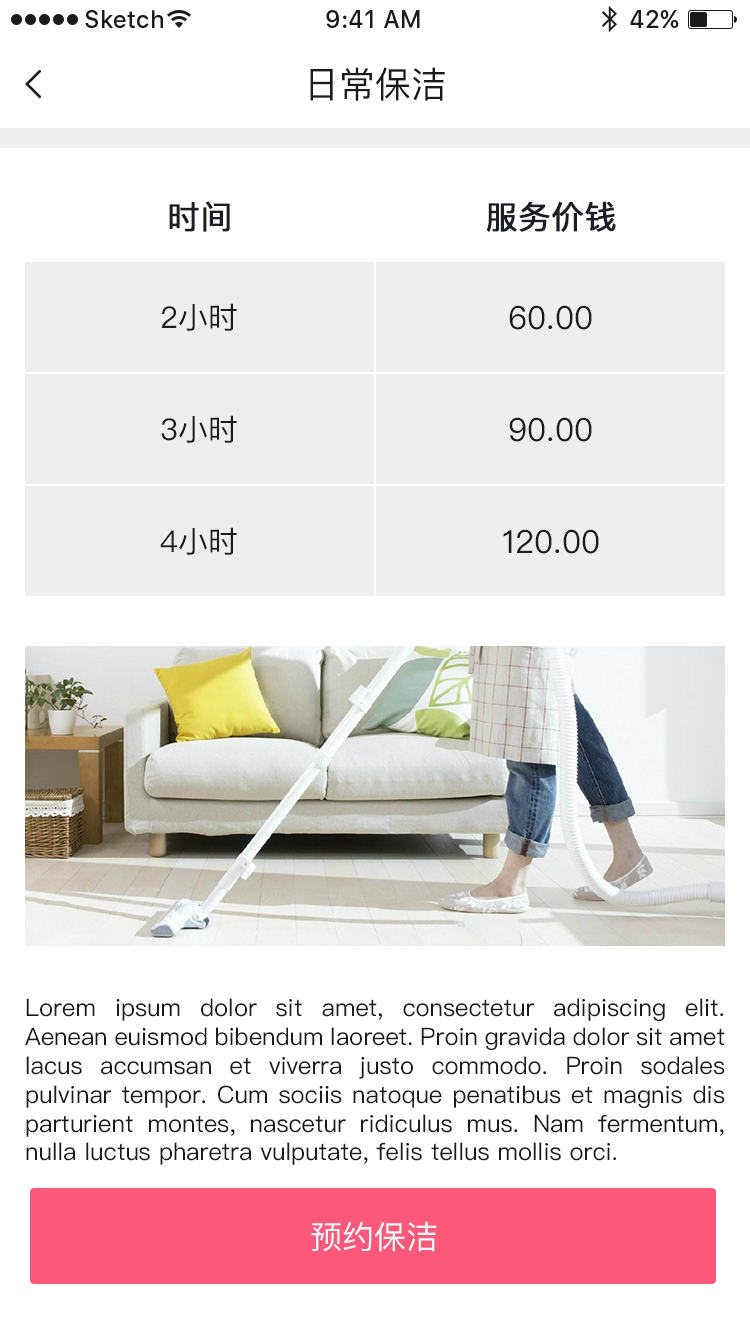 Sketch 9:41 AM 42%
日常保洁
时间 服务价钱
2小时 60.00
3小时 90.00
4小时 120.00
Lorem ipsum dolor sit amet, consectetur adipiscing elit.
Aenean euismod bibendum laoreet. Proin gravida dolor sit amet
lacus accumsan et viverra justo commodo. Proin sodales
pulvinar tempor. Cum sociis natoque penatibus et magnis dis
parturient montes, nascetur ridiculus mus. Nam fermentum,
nulla luctus pharetra vulputate, felis tellus mollis orci.
预约保洁